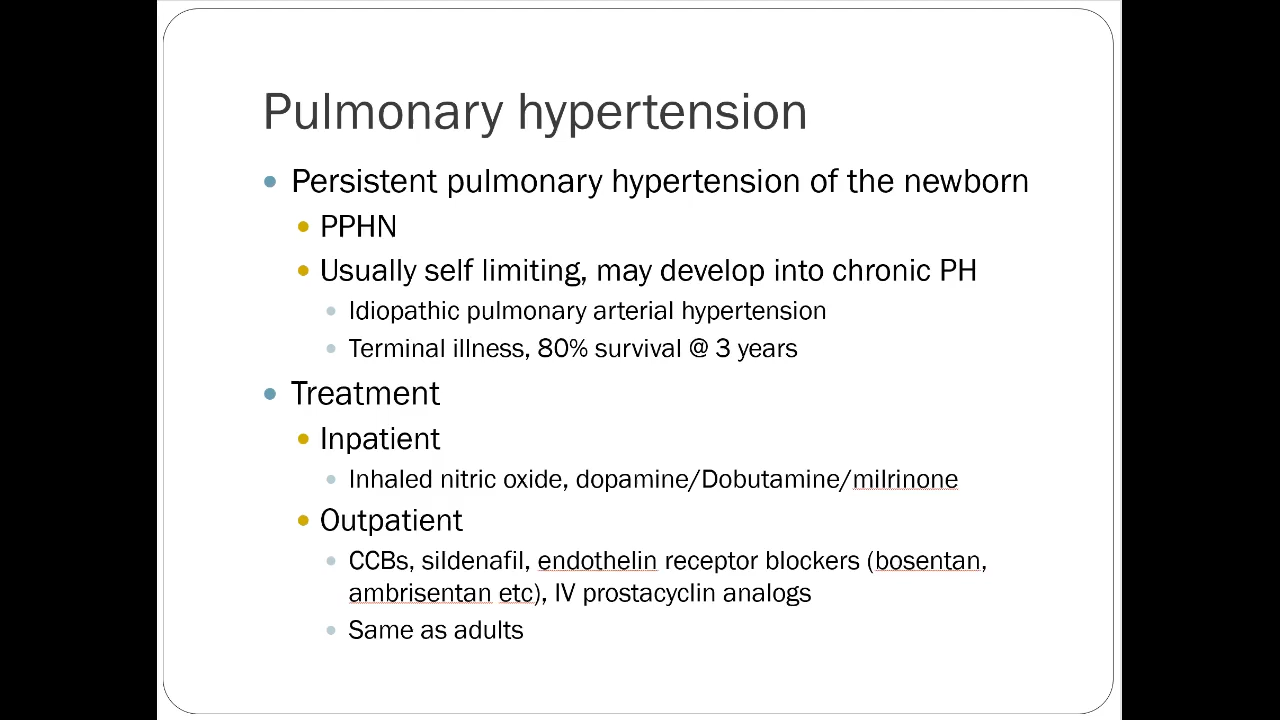 Pulmonary hypertension
Persistent pulmonary hypertension of the newborn
PPHN
Usually self limiting, may develop into chronic PH
Idiopathic pulmonary arterial hypertension
Terminal illness, 80% survival @ 3 years
Treatment
Inpatient
Inhaled nitric oxide, dopamine/Dobutamine/milrinone
Outpatient
CCBs, sildenafil, endothelin receptor blockers (bosentan,
ambrisentan etc), IV prostacyclin analogs
Same as adults